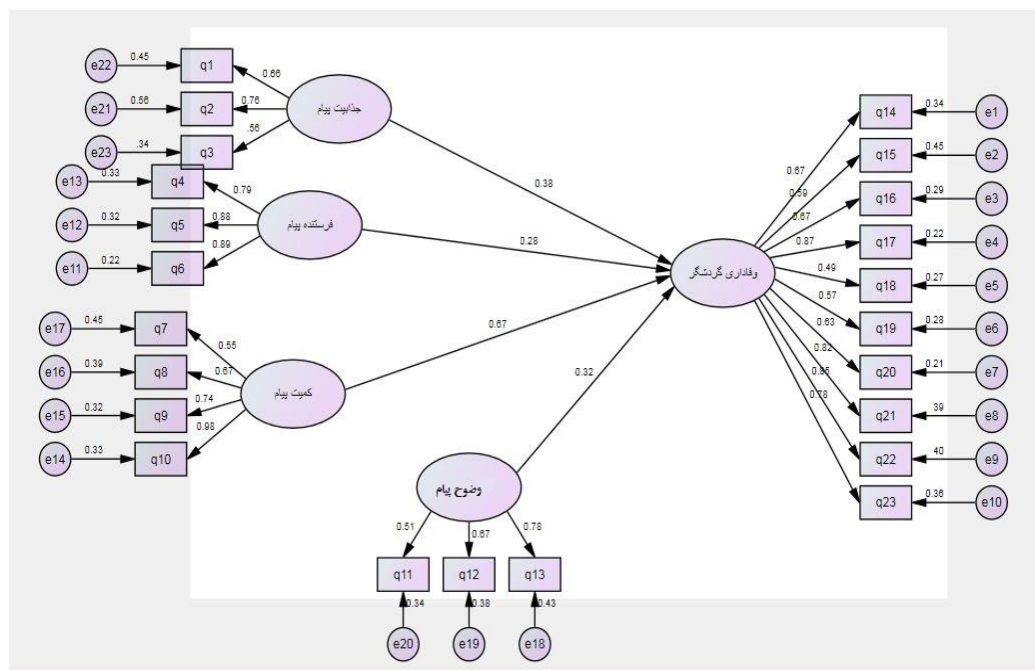 e22 0.45 q1 0.66
e21 0.56 q2 0.76
e23 .34 q3 .56
جذابیت پیام
0.38
e13 0.33 q4 0.79
e12 0.32 q5 0.88
e11 0.22 q6 0.89
فرستنده پیام
0.28
e17 0.45 q7 0.55
e16 0.39 q8 0.67
e15 0.32 q9 0.74
e14 0.33 q10 0.98
کمیت پیام
0.67
وضوح پیام
0.32
0.51 0.67 0.78
q11 q12 q13
0.34 0.38 0.43
e20 e19 e18
وفاداری گردشگر
0.67 q14 0.34 e1
0.59 q15 0.45 e2
0.67 q16 0.29 e3
0.87 q17 0.22 e4
0.49 q18 0.27 e5
0.57 q19 0.28 e6
0.63 q20 0.21 e7
0.82 q21 39 e8
q22 40 e9
0.78 q23 0.36 e10